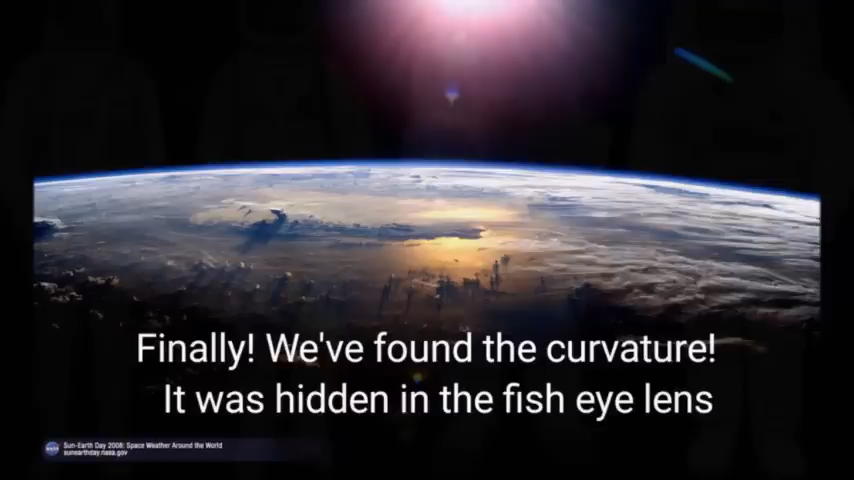 Finally! We've found the curvature!
It was hidden in the fish eye lens
NASA
Sun-Earth Day 2008: Space Weather Around the World
sunearthday.nasa.gov